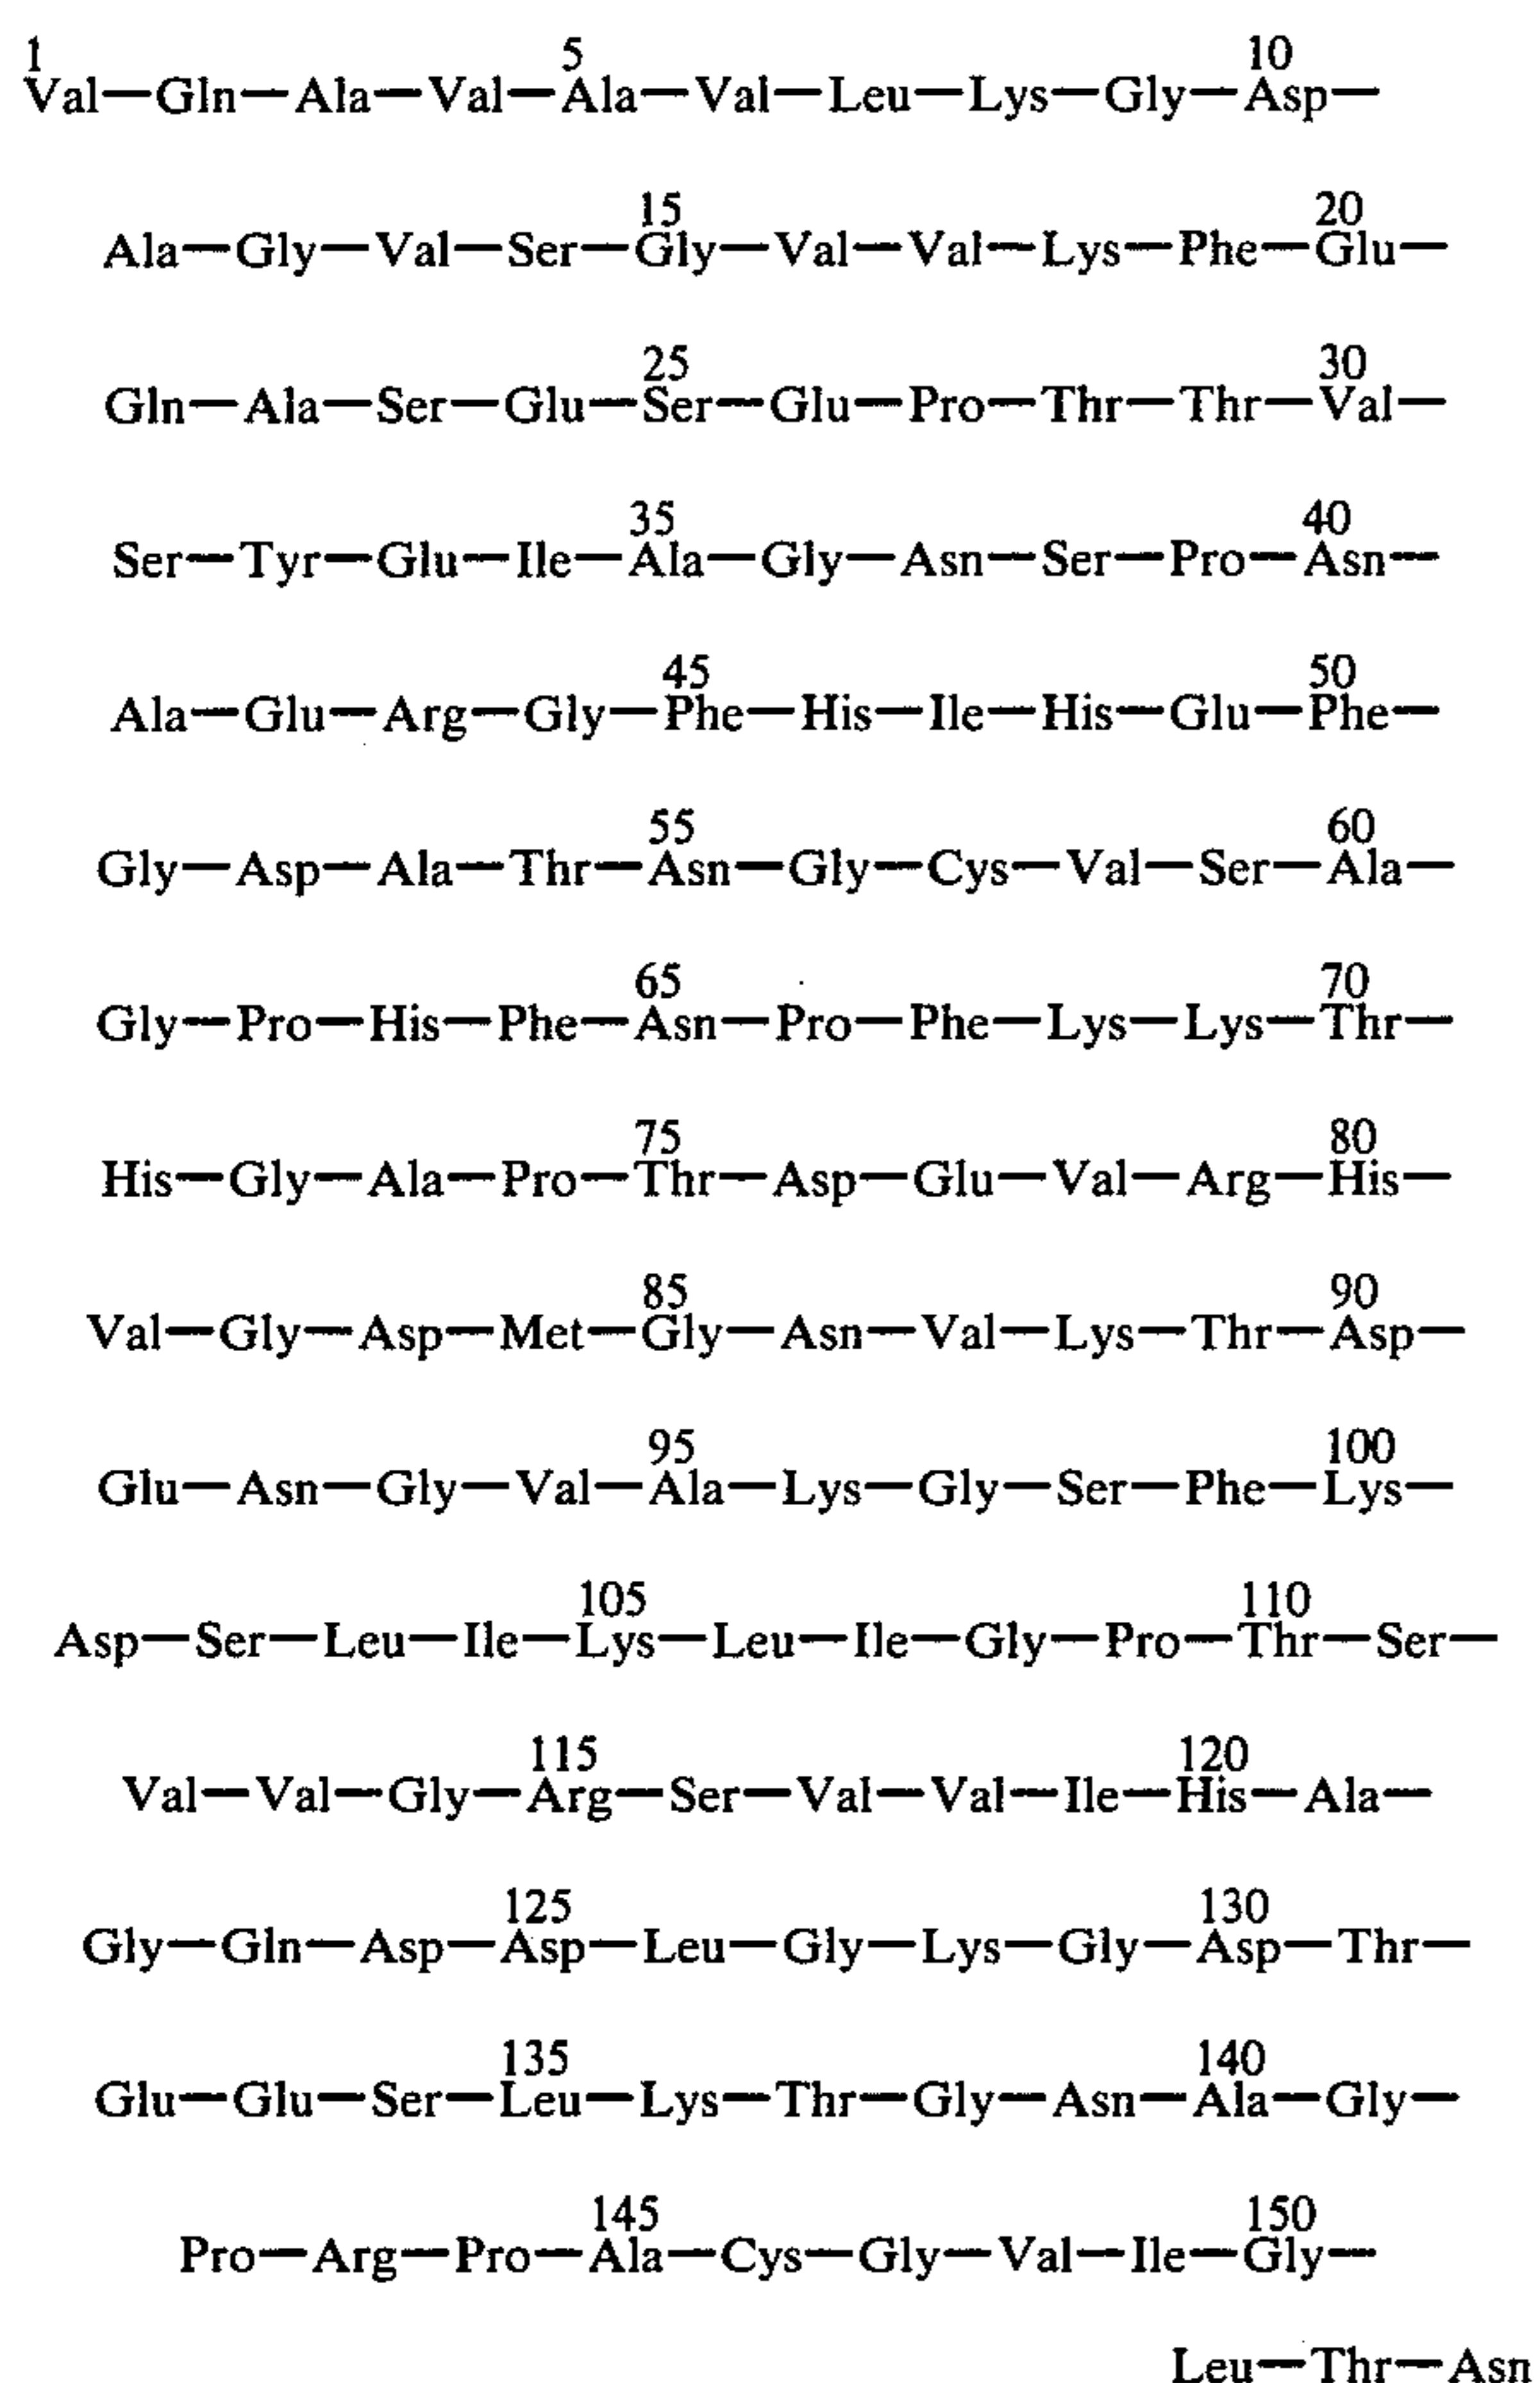 1 5 10
Val—Gln—Ala—Val—Ala—Val—Leu—Lys—Gly—Asp—
15 20
Ala—Gly—Val—Ser—Gly—Val—Val—Lys—Phe—Glu—
25 30
Gln—Ala—Ser—Glu—Ser—Glu—Pro—Thr—Thr—Val—
35 40
Ser—Tyr—Glu—Ile—Ala—Gly—Asn—Ser—Pro—Asn—
45 50
Ala—Glu—Arg—Gly—Phe—His—Ile—His—Glu—Phe—
55 60
Gly—Asp—Ala—Thr—Asn—Gly—Cys—Val—Ser—Ala—
65 70
Gly—Pro—His—Phe—Asn—Pro—Phe—Lys—Lys—Thr—
75 80
His—Gly—Ala—Pro—Thr—Asp—Glu—Val—Arg—His—
85 90
Val—Gly—Asp—Met—Gly—Asn—Val—Lys—Thr—Asp—
95 100
Glu—Asn—Gly—Val—Ala—Lys—Gly—Ser—Phe—Lys—
105 110
Asp—Ser—Leu—Ile—Lys—Leu—Ile—Gly—Pro—Thr—Ser—
115 120
Val—Val—Gly—Arg—Ser—Val—Val—Ile—His—Ala—
125 130
Gly—Gln—Asp—Asp—Leu—Gly—Lys—Gly—Asp—Thr—
135 140
Glu—Glu—Ser—Leu—Lys—Thr—Gly—Asn—Ala—Gly—
145 150
Pro—Arg—Pro—Ala—Cys—Gly—Val—Ile—Gly—
Leu—Thr—Asn